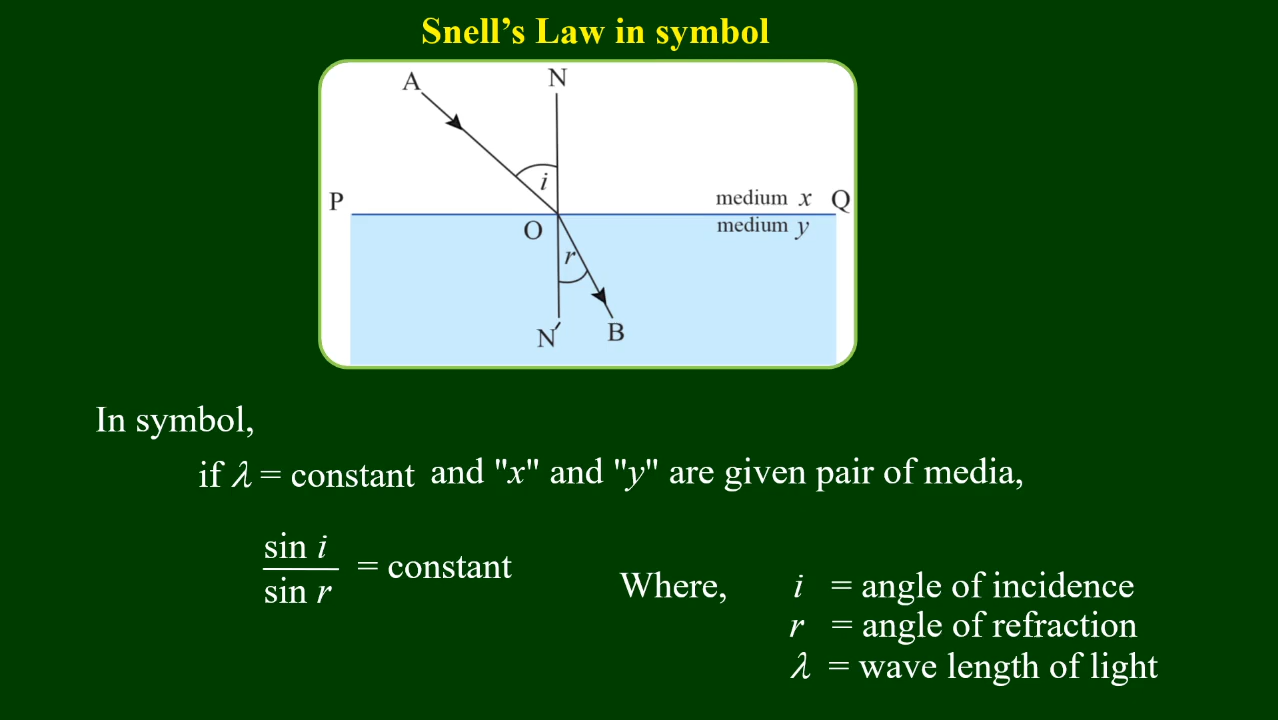 Snell's Law in symbol
A
N
i
P
medium x Q
O
medium y
r
N′
B
In symbol,
if λ = constant and "x" and "y" are given pair of media,
sin i
sin r
= constant
Where, i = angle of incidence
r = angle of refraction
λ = wave length of light